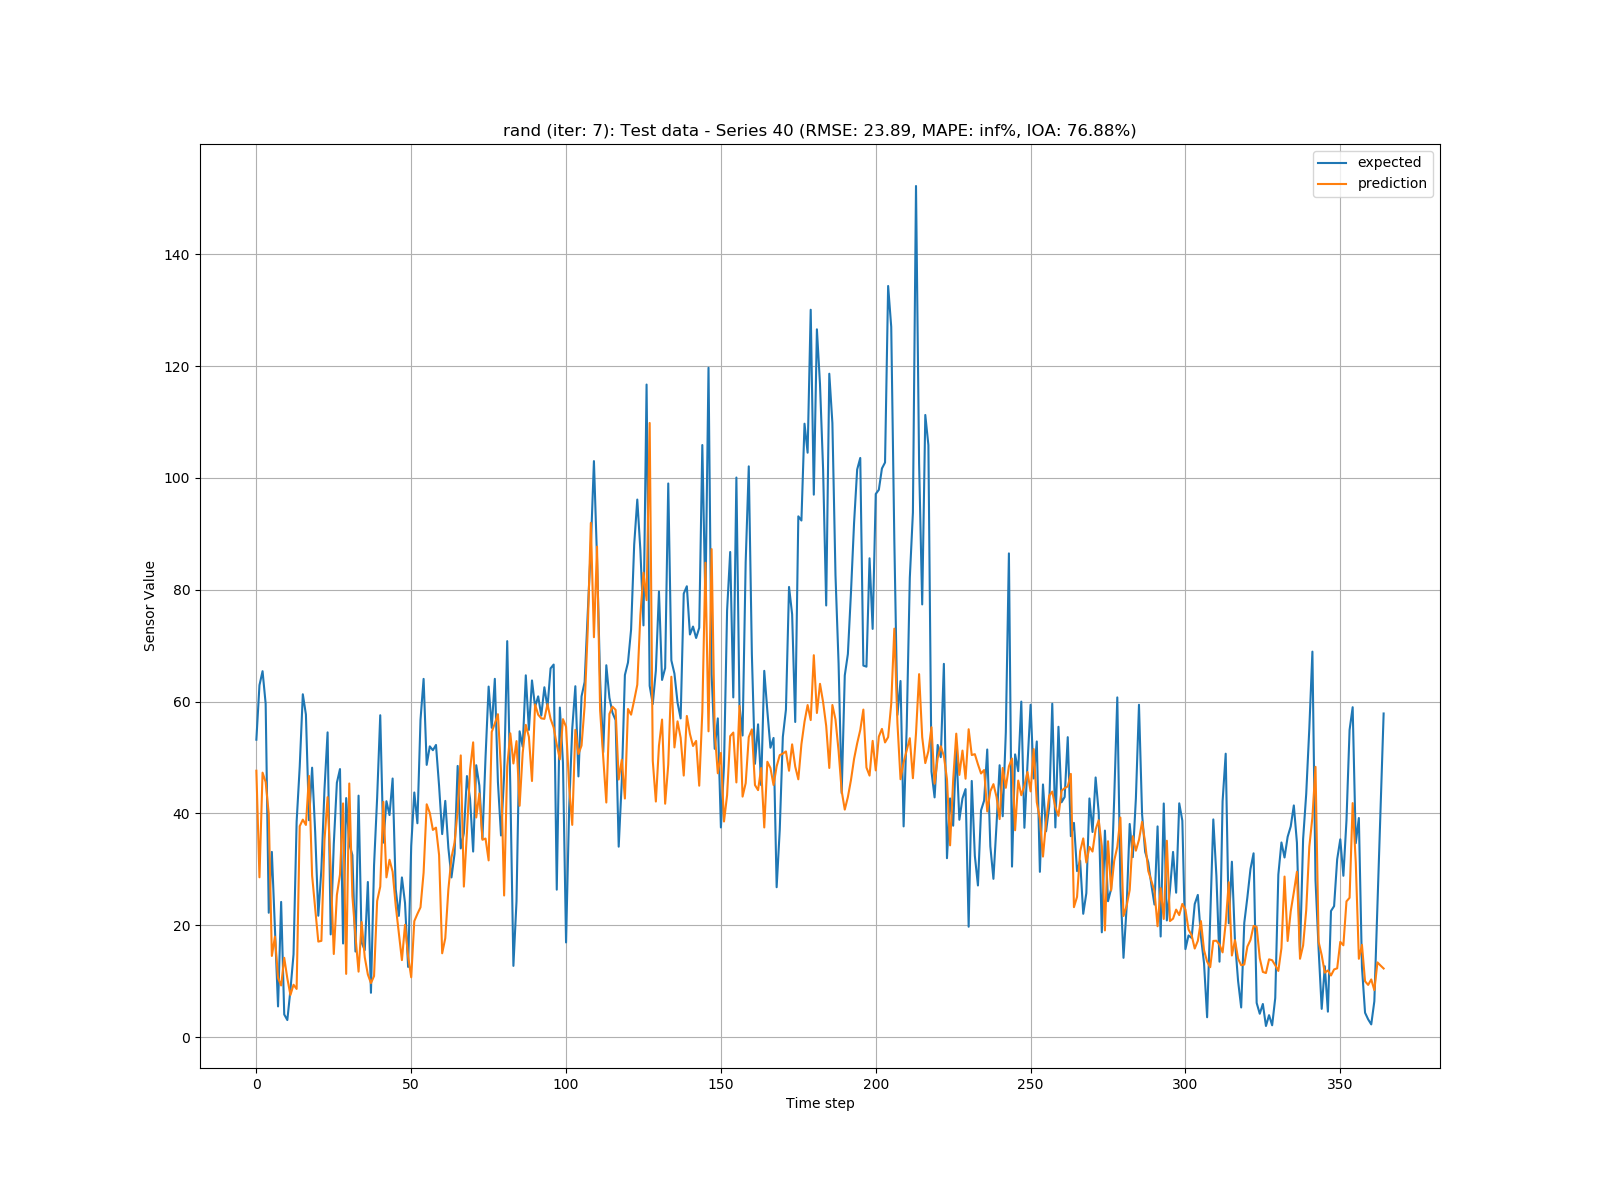 rand (iter: 7): Test data - Series 40 (RMSE: 23.89, MAPE: inf%, IOA: 76.88%)
expected
prediction
140
120
100
80
60
40
20
0
Sensor Value
0 50 100 150 200 250 300 350
Time step